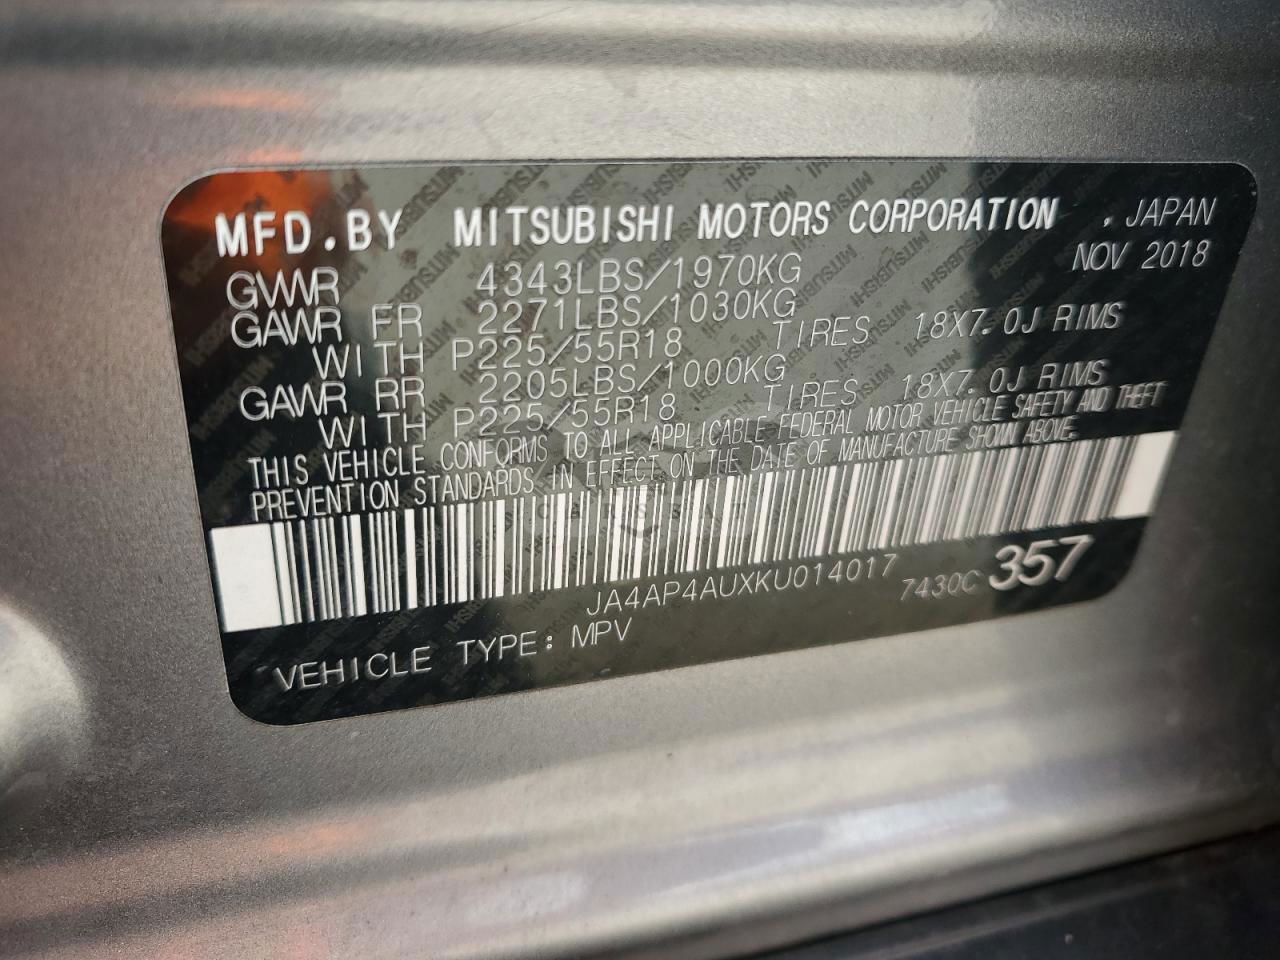 MFD.BY MITSUBISHI MOTORS CORPORATION , JAPAN
NOV 2018
GVWR 4343LBS/1970KG
GAWR FR 2271LBS/1030KG
WITH P225/55R18 TIRES 18X7.0J RIMS
GAWR RR 2205LBS/1000KG
WITH P225/55R18 TIRES 18X7.0J RIMS
THIS VEHICLE CONFORMS TO ALL APPLICABLE FEDERAL MOTOR VEHICLE SAFETY AND THEFT
PREVENTION STANDARDS IN EFFECT ON THE DATE OF MANUFACTURE SHOWN ABOVE.
JA4AP4AUXKU014017 7430C 357
VEHICLE TYPE: MPV